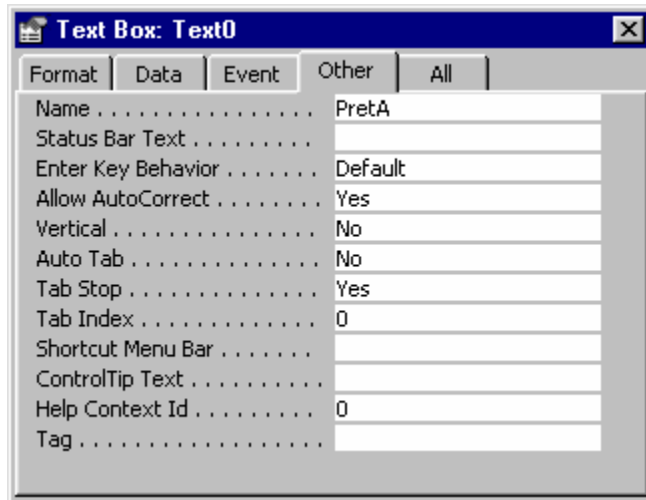 Text Box: Text0
Format Data Event Other All
Name . . . . . . . . . . . . . . . . PretA
Status Bar Text . . . . . . . . .
Enter Key Behavior . . . . . . . Default
Allow AutoCorrect . . . . . . . . Yes
Vertical . . . . . . . . . . . . . . . No
Auto Tab . . . . . . . . . . . . . . No
Tab Stop . . . . . . . . . . . . . . Yes
Tab Index . . . . . . . . . . . . . 0
Shortcut Menu Bar . . . . . . .
ControlTip Text . . . . . . . . . .
Help Context Id . . . . . . . . . 0
Tag . . . . . . . . . . . . . . . . . . .